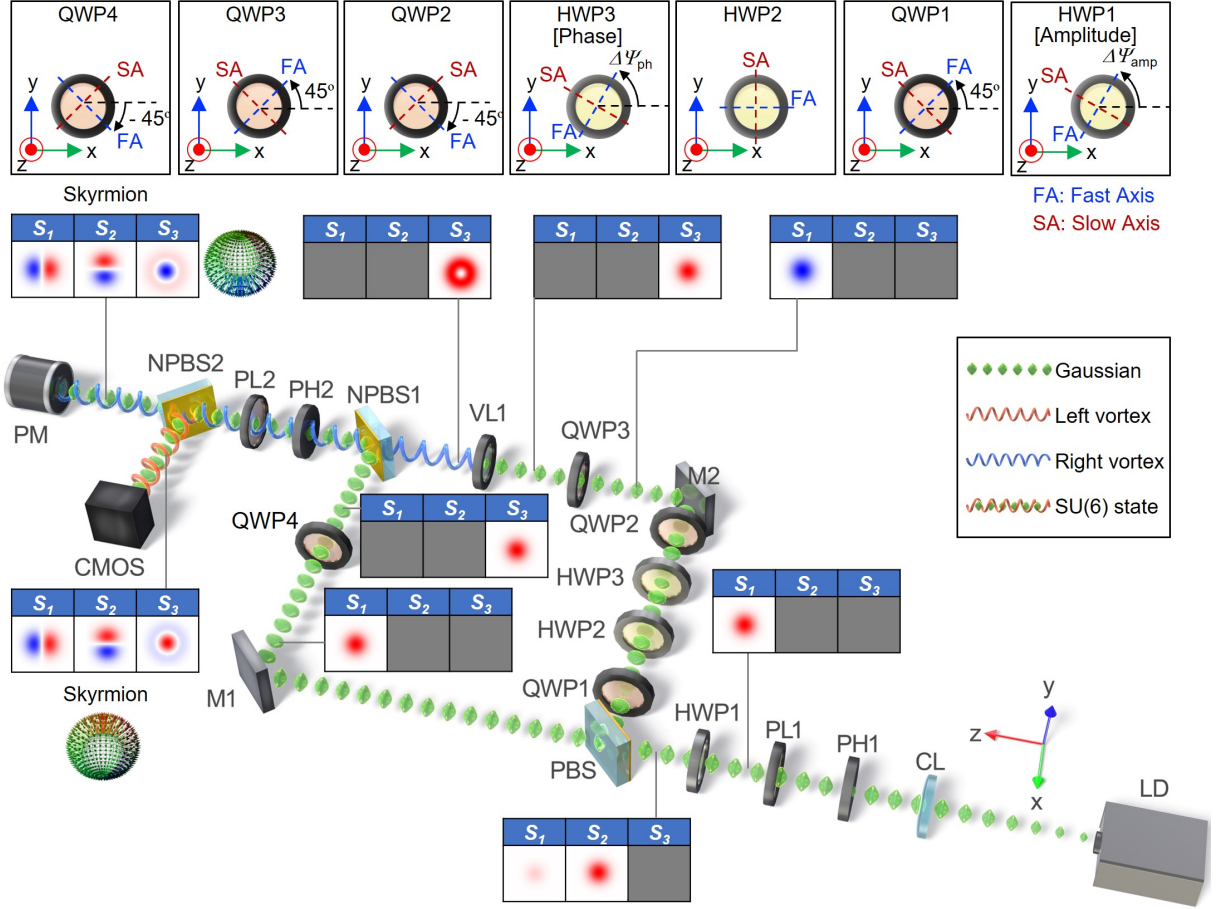 QWP4
QWP3
QWP2
HWP3
[Phase]
HWP2
QWP1
HWP1
[Amplitude]
y
SA
- 45º
FA
z
x
y
SA
FA
45º
z
x
y
SA
- 45º
FA
z
x
ΔΨph
y
SA
FA
z
x
y
SA
FA
z
x
y
SA
FA
45º
z
x
ΔΨamp
y
SA
FA
z
x
FA: Fast Axis
SA: Slow Axis
Skyrmion
S1 S2 S3
S1 S2 S3
S1 S2 S3
S1 S2 S3
Gaussian
Left vortex
Right vortex
SU(6) state
PM
NPBS2
PL2
PH2
NPBS1
VL1
QWP3
M2
QWP2
CMOS
QWP4
S1 S2 S3
HWP3
HWP2
QWP1
S1 S2 S3
S1 S2 S3
S1 S2 S3
Skyrmion
M1
PBS
HWP1
PL1
PH1
CL
LD
y
z
x
S1 S2 S3